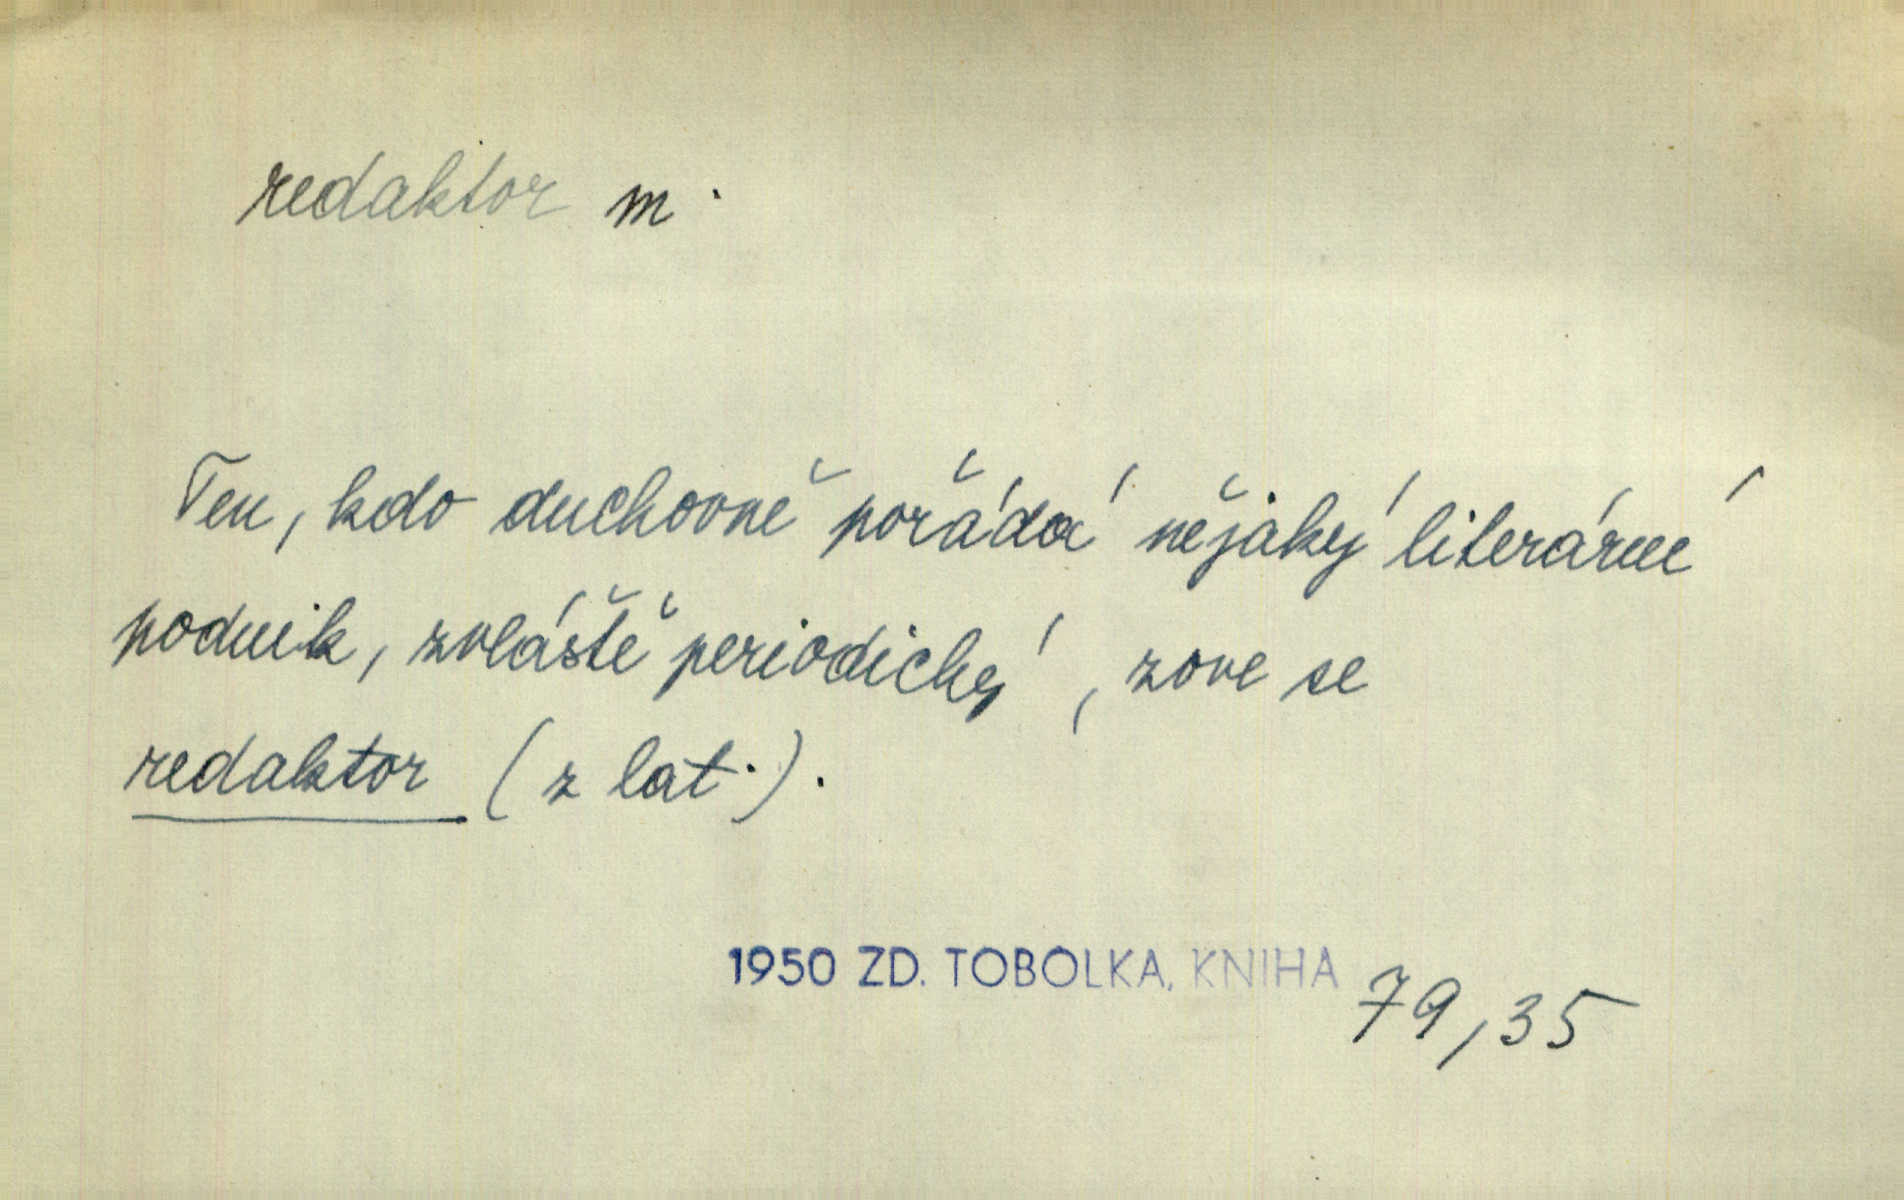 redaktor m.
Ten, kdo duchovně pořádá nějaký literární
podnik, zvláště periodický, zove se
redaktor (z lat.).
1950 ZD. TOBOLKA, KNIHA 79,35